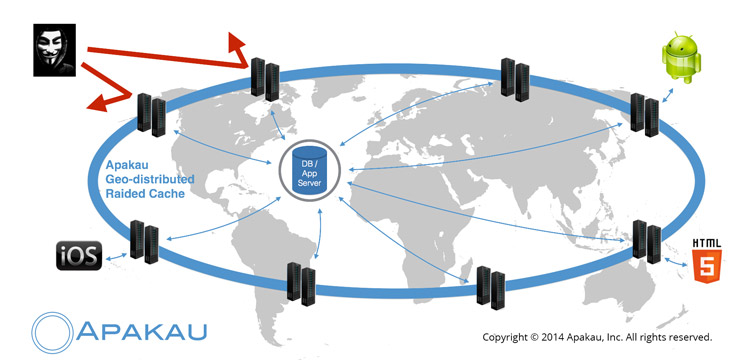 DB /
App
Server
Apakau
Geo-distributed
Raided Cache
iOS
HTML
5
APAKAU
Copyright © 2014 Apakau, Inc. All rights reserved.